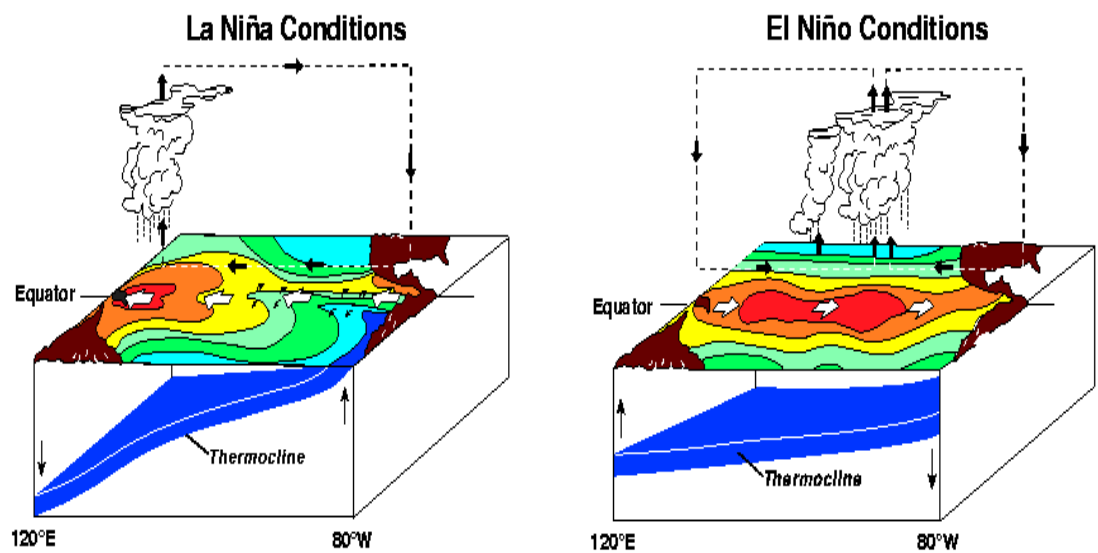 La Niña Conditions
Equator
Thermocline
120°E
80°W
El Niño Conditions
Equator
Thermocline
120°E
80°W